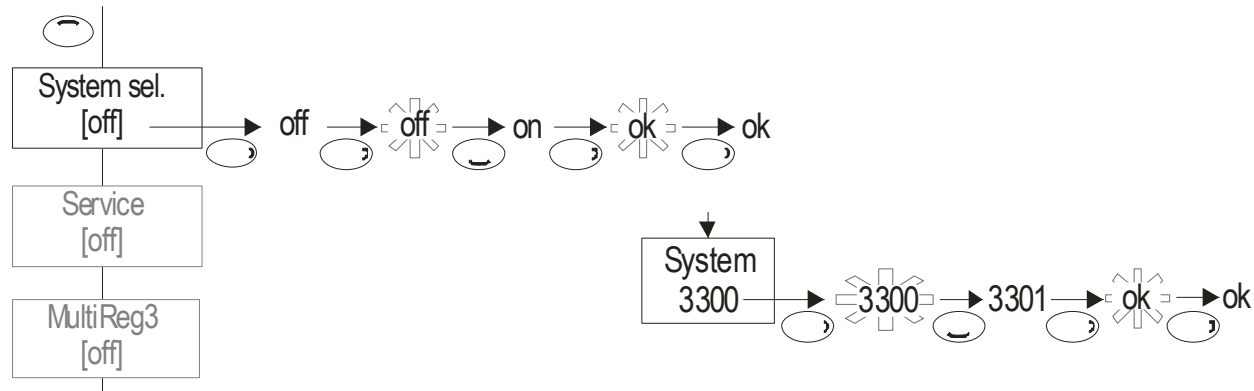 System sel.
[off]
off off on ok ok
Service
[off]
System
3300 3300 3301 ok ok
MultiReg3
[off]